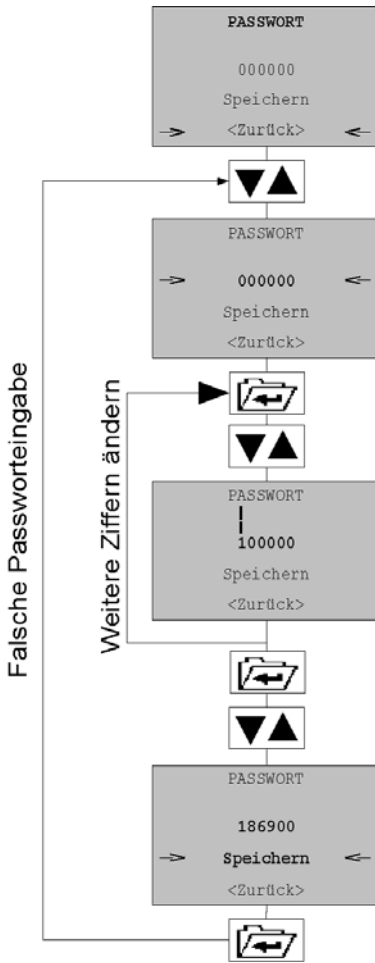 PASSWORT
000000
Speichern
<Zurück>
PASSWORT
000000
Speichern
<Zurück>
PASSWORT
100000
Speichern
<Zurück>
PASSWORT
186900
Speichern
<Zurück>
Falsche Passworteingabe
Weitere Ziffern ändern